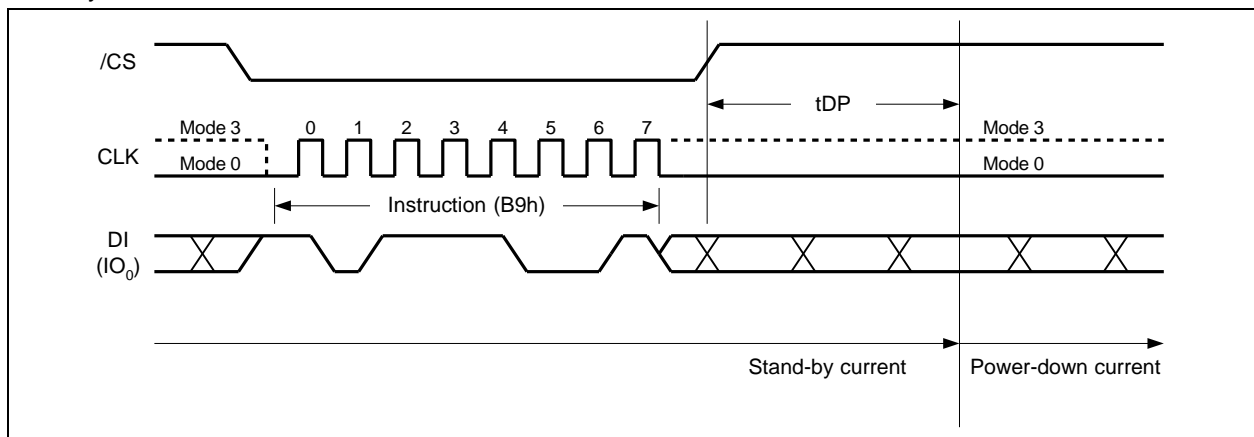 /CS
tDP
Mode 3 0 1 2 3 4 5 6 7 Mode 3
CLK
Mode 0 Mode 0
Instruction (B9h)
DI
(IO₀)
Stand-by current Power-down current